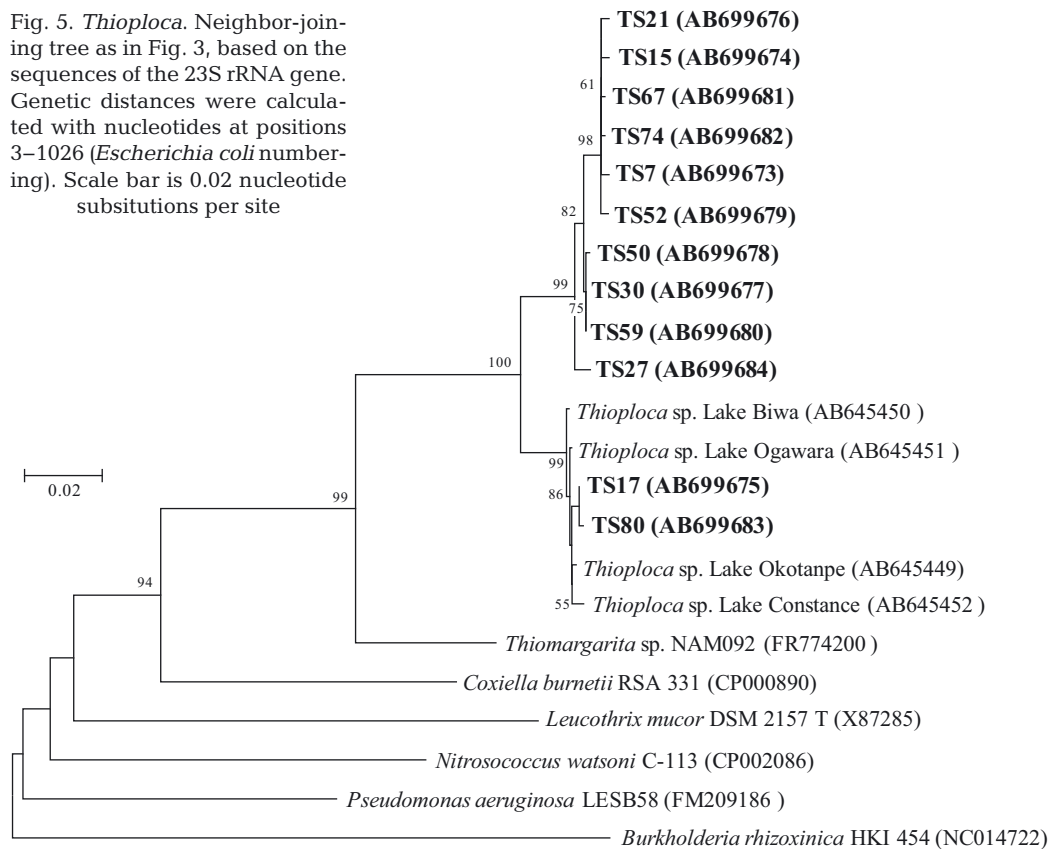 Fig. 5. Thioploca. Neighbor-join-
ing tree as in Fig. 3, based on the
sequences of the 23S rRNA gene.
Genetic distances were calcula-
ted with nucleotides at positions
3–1026 (Escherichia coli number-
ing). Scale bar is 0.02 nucleotide
subsitutions per site
TS21 (AB699676)
TS15 (AB699674)
61
TS67 (AB699681)
TS74 (AB699682)
98
TS7 (AB699673)
82
TS52 (AB699679)
TS50 (AB699678)
99
TS30 (AB699677)
75
TS59 (AB699680)
100
TS27 (AB699684)
Thioploca sp. Lake Biwa (AB645450 )
Thioploca sp. Lake Ogawara (AB645451 )
99
TS17 (AB699675)
86
0.02
99
TS80 (AB699683)
Thioploca sp. Lake Okotanpe (AB645449)
94
55
Thioploca sp. Lake Constance (AB645452 )
Thiomargarita sp. NAM092 (FR774200 )
Coxiella burnetii RSA 331 (CP000890)
Leucothrix mucor DSM 2157 T (X87285)
Nitrosococcus watsoni C-113 (CP002086)
Pseudomonas aeruginosa LESB58 (FM209186 )
Burkholderia rhizoxinica HKI 454 (NC014722)